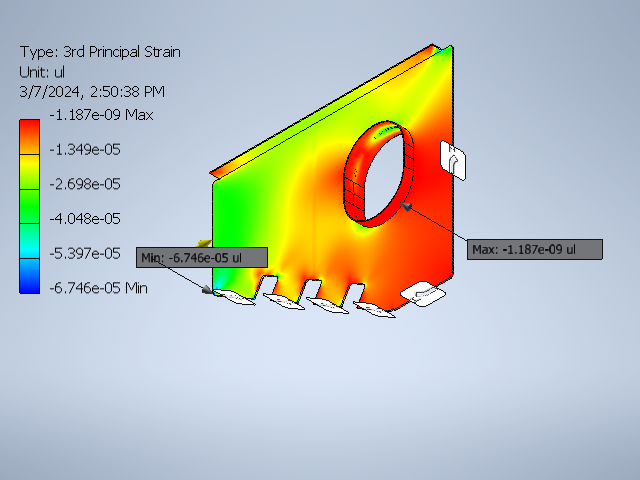 Type: 3rd Principal Strain
Unit: ul
3/7/2024, 2:50:38 PM
-1.187e-09 Max
-1.349e-05
-2.698e-05
-4.048e-05
-5.397e-05
-6.746e-05 Min
Min: -6.746e-05 ul
Max: -1.187e-09 ul